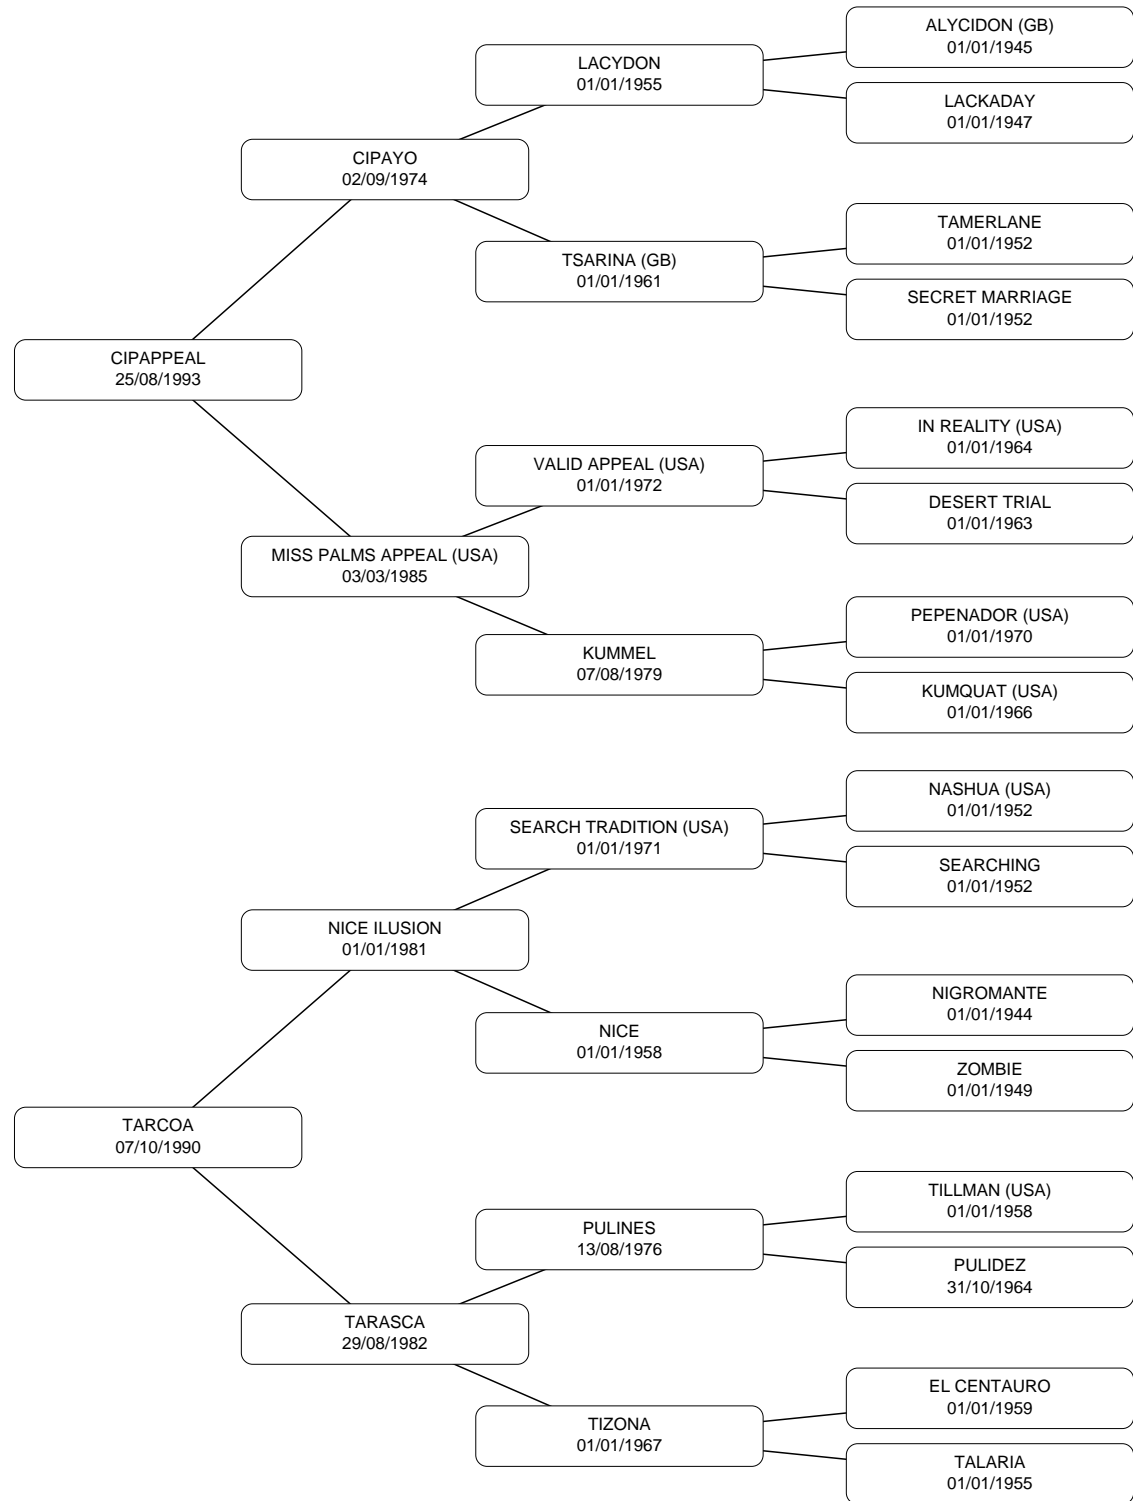 ALYCIDON (GB)
01/01/1945
LACYDON
01/01/1955
LACKADAY
01/01/1947
CIPAYO
02/09/1974
TAMERLANE
01/01/1952
TSARINA (GB)
01/01/1961
SECRET MARRIAGE
01/01/1952
CIPAPPEAL
25/08/1993
IN REALITY (USA)
01/01/1964
VALID APPEAL (USA)
01/01/1972
DESERT TRIAL
01/01/1963
MISS PALMS APPEAL (USA)
03/03/1985
PEPENADOR (USA)
01/01/1970
KUMMEL
07/08/1979
KUMQUAT (USA)
01/01/1966
NASHUA (USA)
01/01/1952
SEARCH TRADITION (USA)
01/01/1971
SEARCHING
01/01/1952
NICE ILUSION
01/01/1981
NIGROMANTE
01/01/1944
NICE
01/01/1958
ZOMBIE
01/01/1949
TARCOA
07/10/1990
TILLMAN (USA)
01/01/1958
PULINES
13/08/1976
PULIDEZ
31/10/1964
TARASCA
29/08/1982
EL CENTAURO
01/01/1959
TIZONA
01/01/1967
TALARIA
01/01/1955